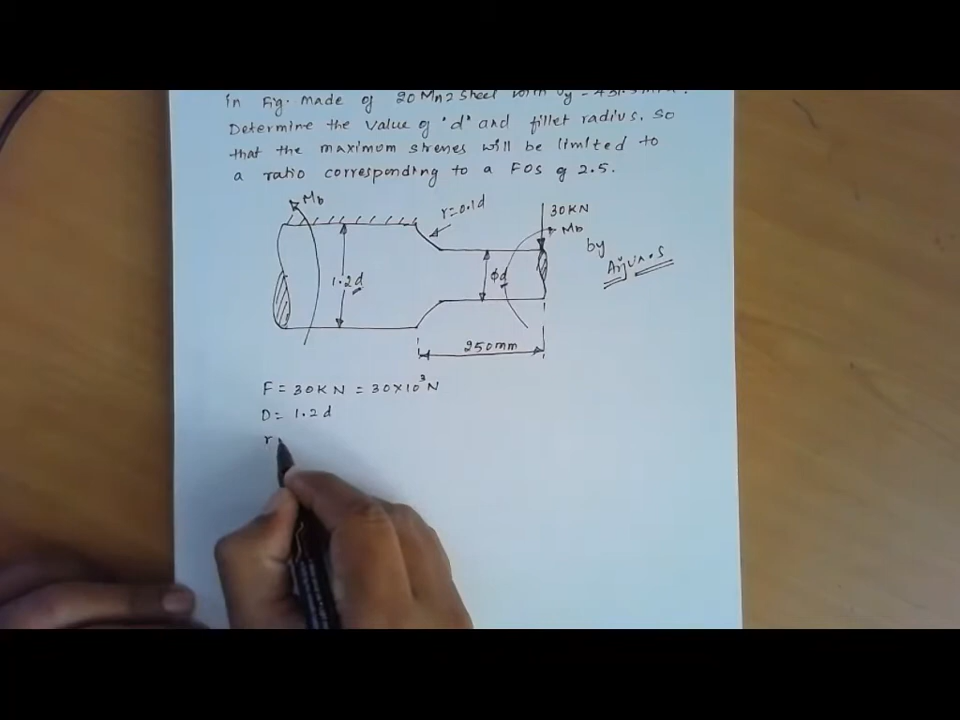 in Fig. made of 20 Mn2 steel with
Determine the value of 'd' and fillet radius. so
that the maximum stresses will be limited to
a ratio corresponding to a FOS of 2.5.
Mb
r=0.1d
30KN
Mb
by
Arjun.S
1.2d
ϕd
250mm
F = 30KN = 30×10³N
D = 1.2d
r